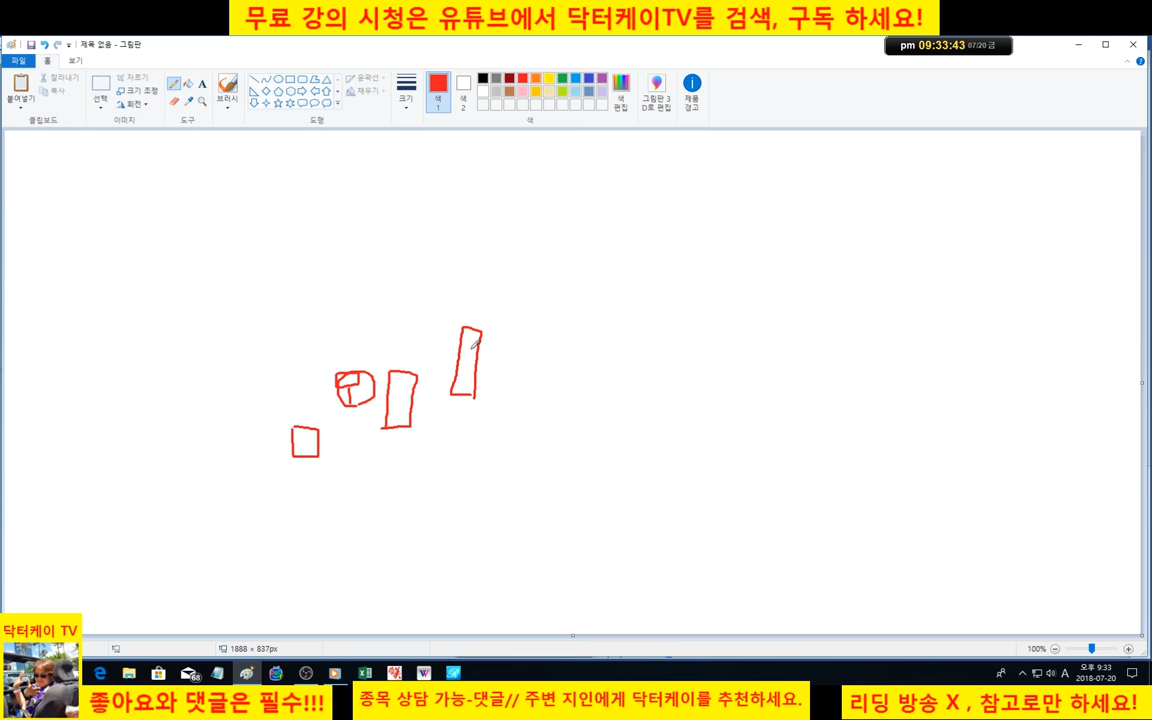 무료 강의 시청은 유튜브에서 닥터케이TV를 검색, 구독 하세요!
제목 없음 - 그림판
pm 09:33:43 07/20 금
파일 홈 보기
붙여넣기
잘라내기
복사
클립보드
선택
자르기
크기 조정
회전
이미지
A
도구
브러시
윤곽선
채우기
도형
크기
색 1
색 2
색 편집
색
그림판 3D로 편집
제품 경고
1888 × 837px
100%
닥터케이 TV
68
A
오후 9:33
2018-07-20
좋아요와 댓글은 필수!!!
종목 상담 가능-댓글// 주변 지인에게 닥터케이를 추천하세요.
리딩 방송 X , 참고로만 하세요!